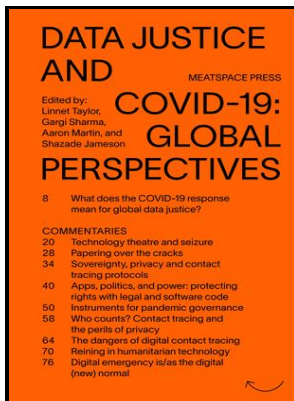 DATA JUSTICE
AND
MEATSPACE PRESS
Edited by:
Linnet Taylor,
Gargi Sharma,
Aaron Martin, and
Shazade Jameson
COVID-19:
GLOBAL
PERSPECTIVES
8 What does the COVID-19 response
mean for global data justice?
COMMENTARIES
20 Technology theatre and seizure
28 Papering over the cracks
34 Sovereignty, privacy and contact
tracing protocols
40 Apps, politics, and power: protecting
rights with legal and software code
50 Instruments for pandemic governance
58 Who counts? Contact tracing and
the perils of privacy
64 The dangers of digital contact tracing
70 Reining in humanitarian technology
76 Digital emergency is/as the digital
(new) normal